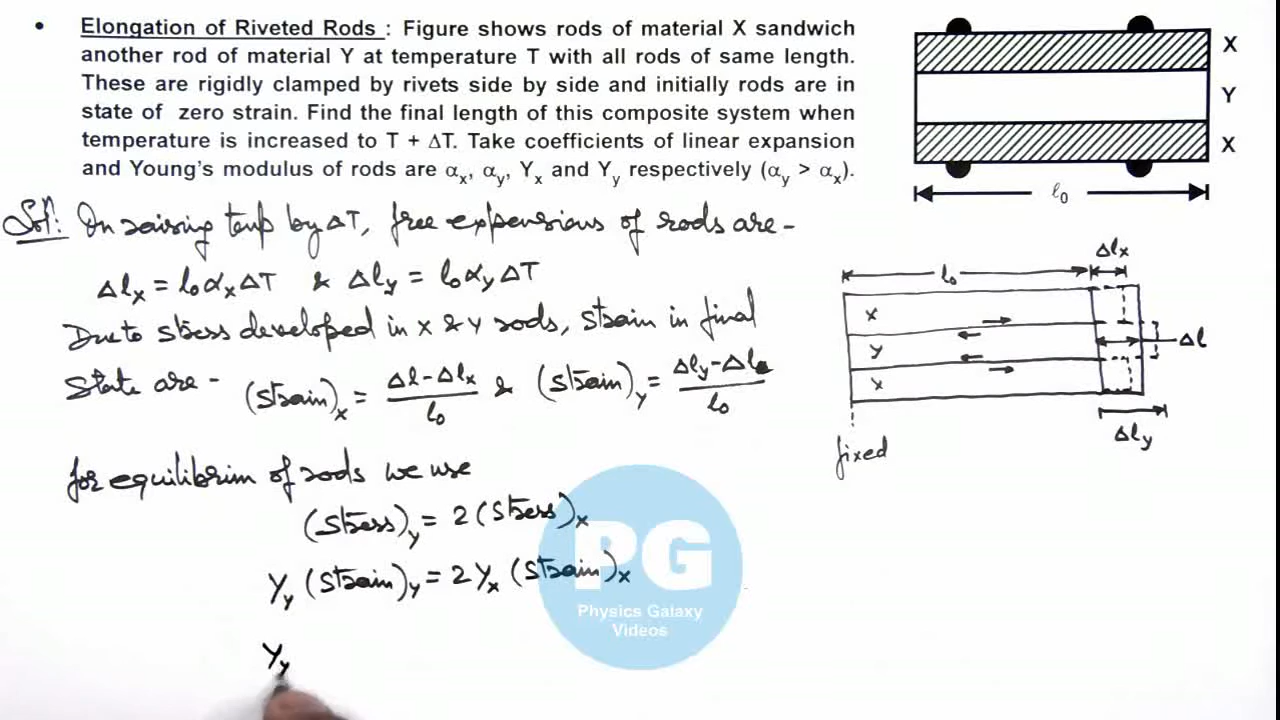 • Elongation of Riveted Rods : Figure shows rods of material X sandwich
another rod of material Y at temperature T with all rods of same length.
These are rigidly clamped by rivets side by side and initially rods are in
state of zero strain. Find the final length of this composite system when
temperature is increased to T + ΔT. Take coefficients of linear expansion
and Young's modulus of rods are αx, αy, Yx and Yy respectively (αy > αx).
X
Y
X
l0
Sol: On raising temp by ΔT, free expensions of rods are -
Δlx = l0αxΔT & Δly = l0αyΔT
Due to stress developed in X & Y rods, strain in final
state are - (strain)x = (Δl-Δlx)/l0 & (strain)y = (Δly-Δl)/l0
for equilibrim of rods we use
(stress)y = 2(stress)x
Yy (strain)y = 2Yx (strain)x
Yy
Δlx
l0
x
y
x
Δl
Δly
fixed
PG
Physics Galaxy
Videos